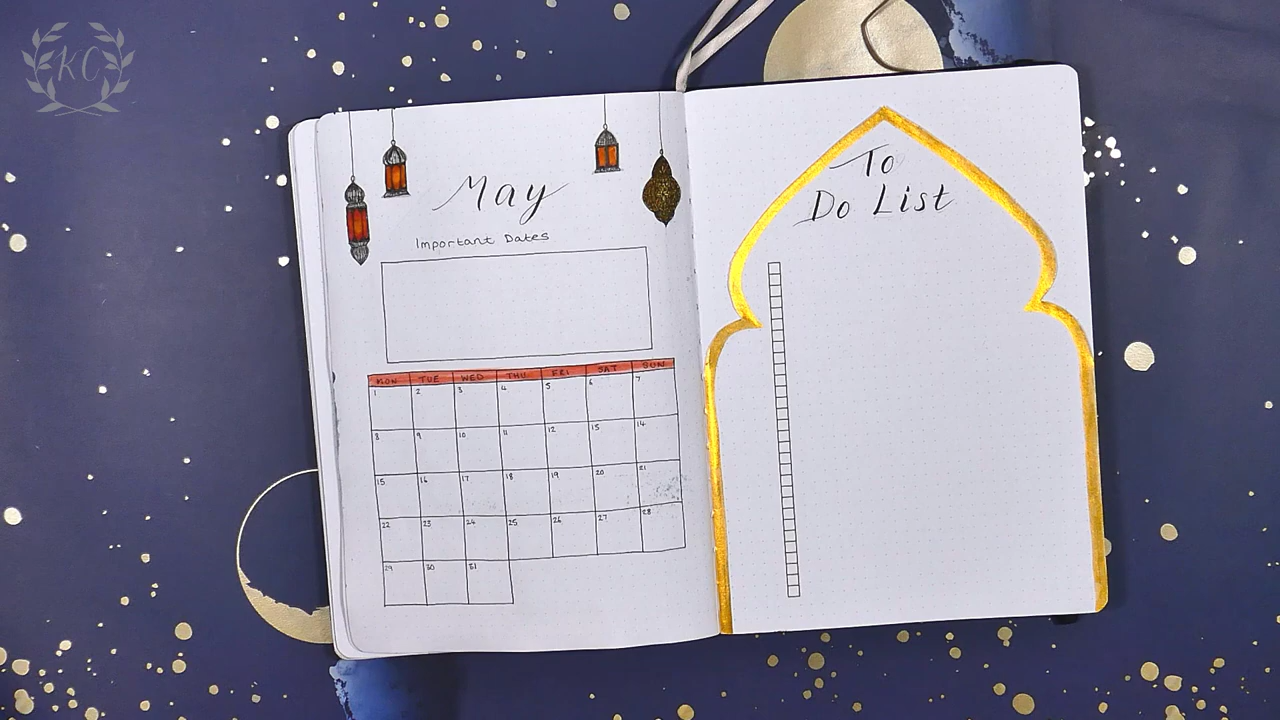 KC
May
Important Dates
MON TUE WED THU FRI SAT SUN
1 2 3 4 5 6 7
8 9 10 11 12 13 14
15 16 17 18 19 20 21
22 23 24 25 26 27 28
29 30 31
To
Do List